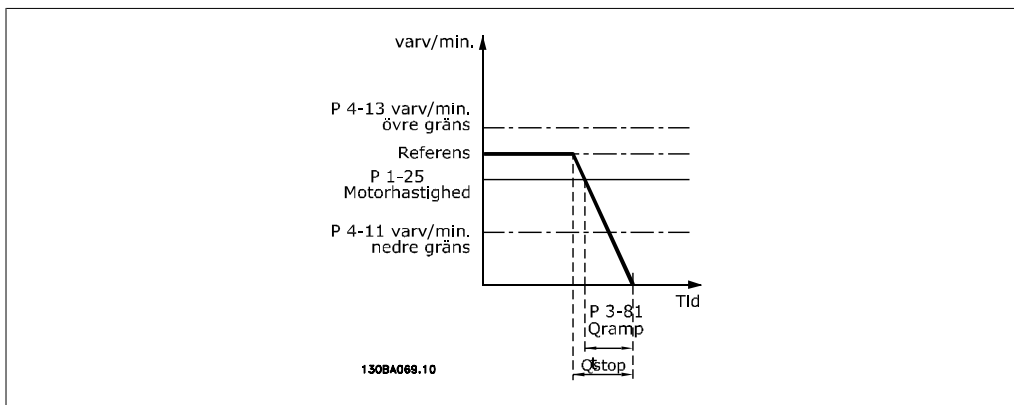 varv/min.
P 4-13 varv/min.
övre gräns
Referens
P 1-25
Motorhastighed
P 4-11 varv/min.
nedre gräns
TId
P 3-81
Qramp
Qstop
t
130BA069.10